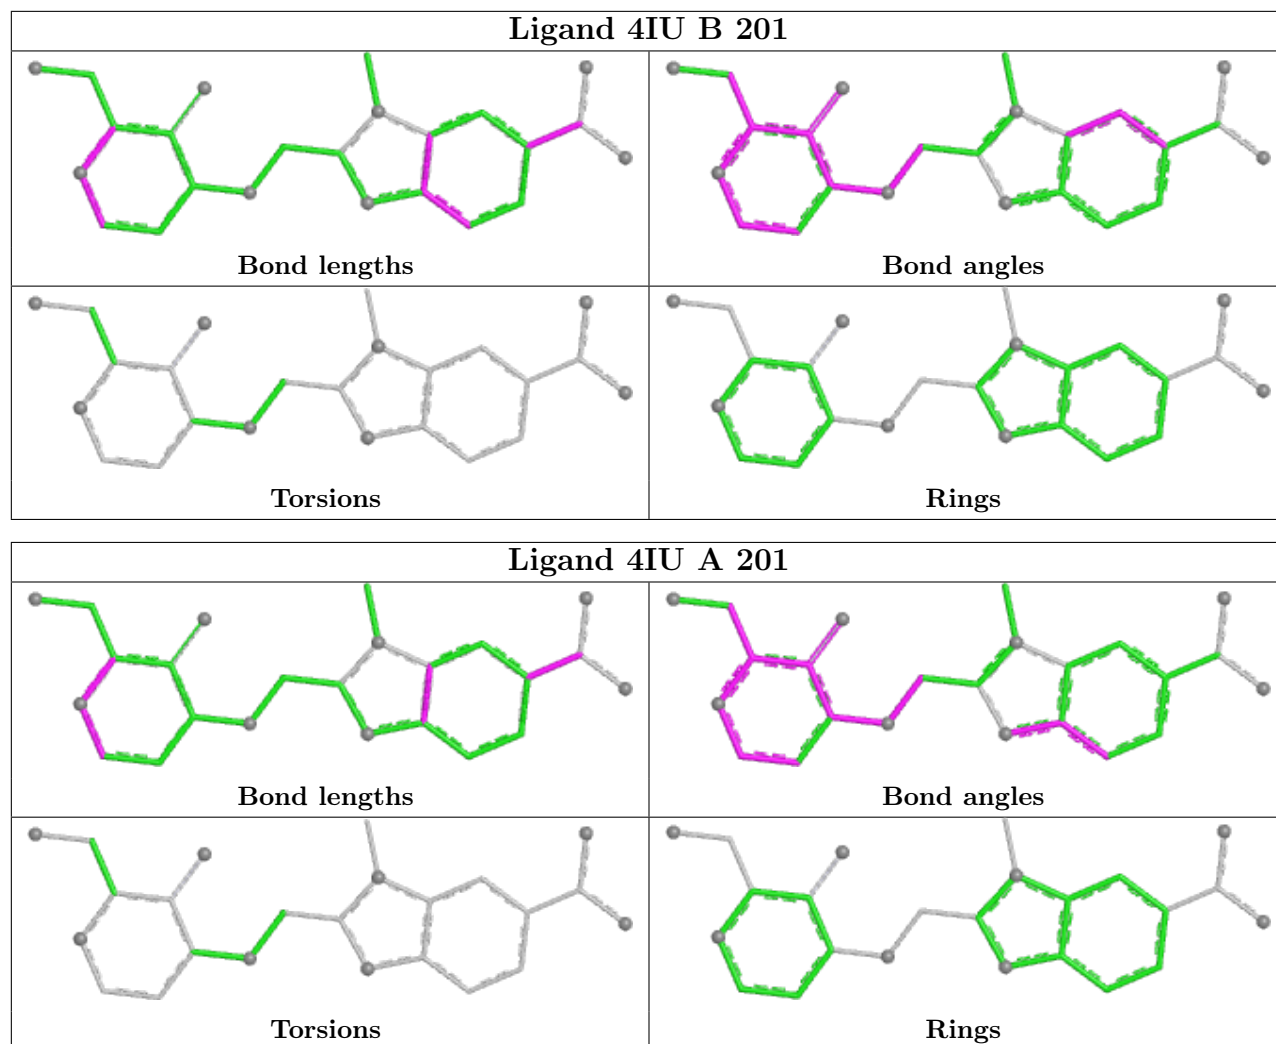 Ligand 4IU B 201
Bond lengths
Bond angles
Torsions
Rings
Ligand 4IU A 201
Bond lengths
Bond angles
Torsions
Rings